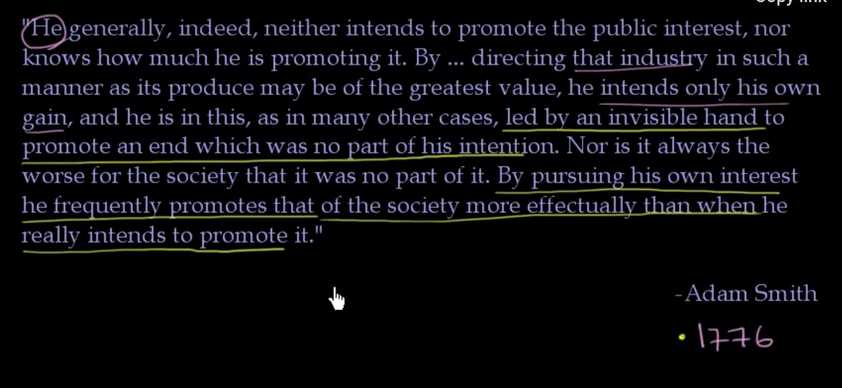 Copy link
"He generally, indeed, neither intends to promote the public interest, nor
knows how much he is promoting it. By ... directing that industry in such a
manner as its produce may be of the greatest value, he intends only his own
gain, and he is in this, as in many other cases, led by an invisible hand to
promote an end which was no part of his intention. Nor is it always the
worse for the society that it was no part of it. By pursuing his own interest
he frequently promotes that of the society more effectually than when he
really intends to promote it."
-Adam Smith
• 1776